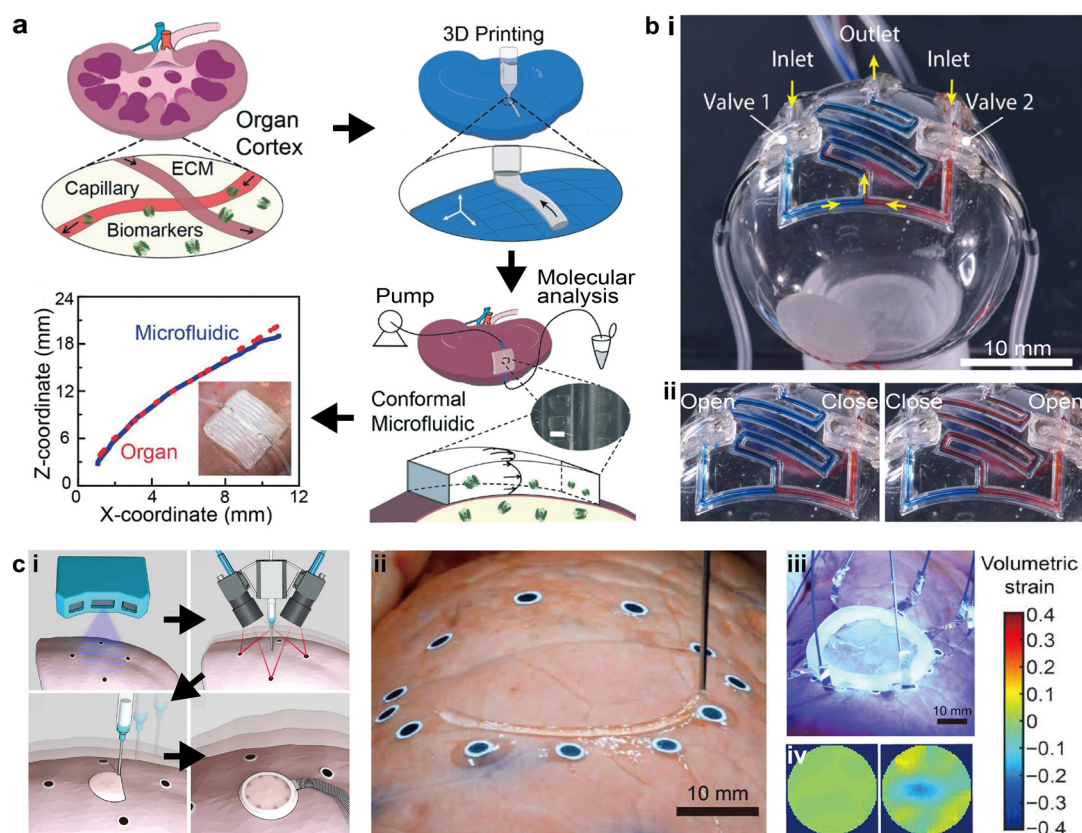 a
3D Printing
Organ
Cortex
ECM
Capillary
Biomarkers
Pump
Molecular
analysis
Conformal
Microfluidic
Z-coordinate (mm)
24
18
12
6
0
Microfluidic
Organ
0 4 8 12
X-coordinate (mm)
b i
Outlet
Inlet
Inlet
Valve 1
Valve 2
10 mm
ii
Open
Close
Close
Open
c i
ii
10 mm
iii
10 mm
iv
Volumetric
strain
0.4
0.3
0.2
0.1
0
−0.1
−0.2
−0.3
−0.4